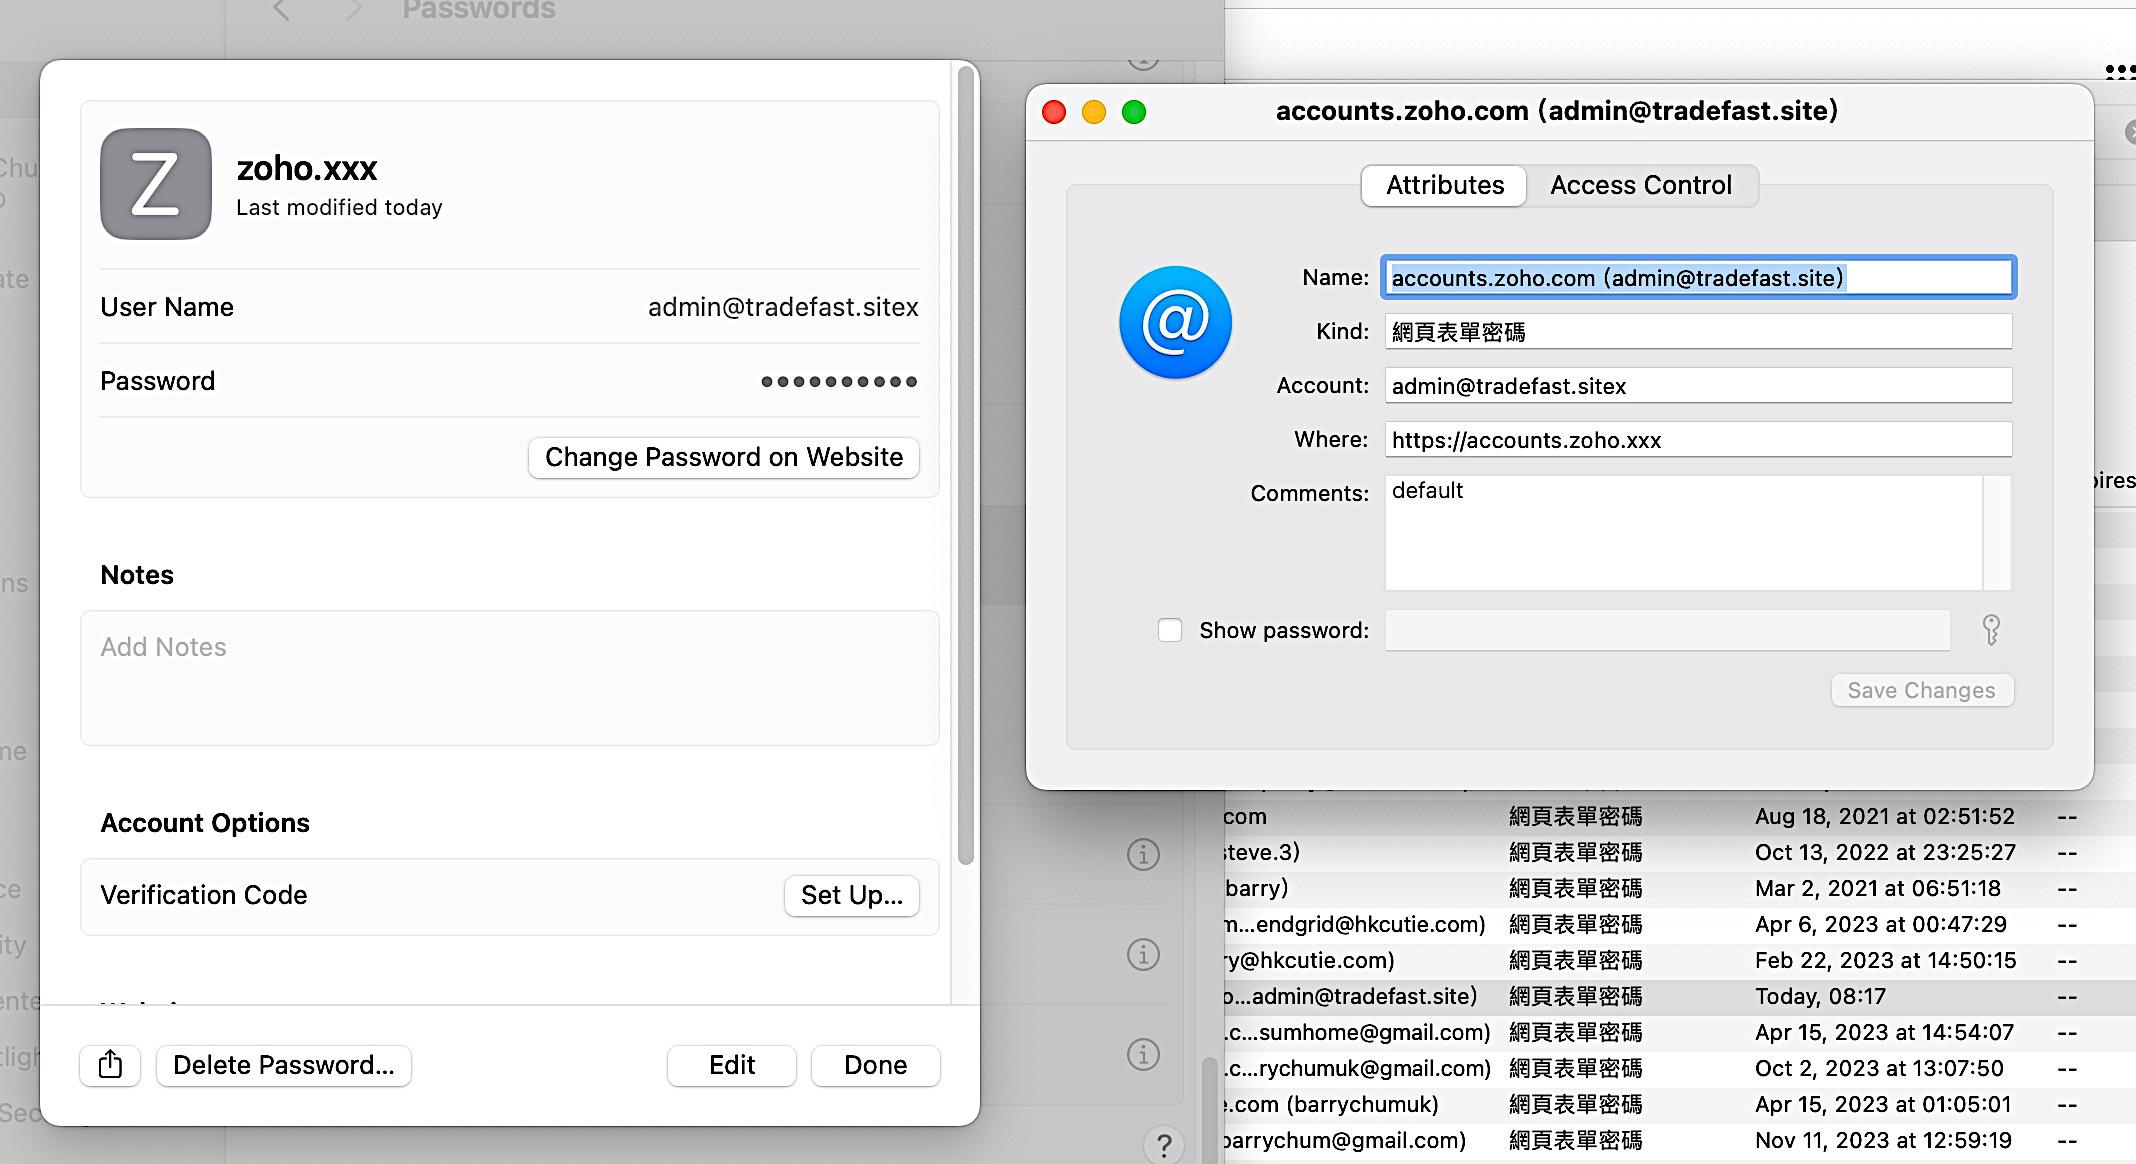 Passwords
Z
zoho.xxx
Last modified today
User Name admin@tradefast.sitex
Password ●●●●●●●●●●
Change Password on Website
Notes
Add Notes
Account Options
Verification Code Set Up...
Delete Password...
Edit
Done
?
accounts.zoho.com (admin@tradefast.site)
Attributes Access Control
@
Name: accounts.zoho.com (admin@tradefast.site)
Kind: 網頁表單密碼
Account: admin@tradefast.sitex
Where: https://accounts.zoho.xxx
Comments: default
Show password:
Save Changes
com 網頁表單密碼 Aug 18, 2021 at 02:51:52 --
steve.3) 網頁表單密碼 Oct 13, 2022 at 23:25:27 --
barry) 網頁表單密碼 Mar 2, 2021 at 06:51:18 --
m...endgrid@hkcutie.com) 網頁表單密碼 Apr 6, 2023 at 00:47:29 --
ry@hkcutie.com) 網頁表單密碼 Feb 22, 2023 at 14:50:15 --
o...admin@tradefast.site) 網頁表單密碼 Today, 08:17 --
.c...sumhome@gmail.com) 網頁表單密碼 Apr 15, 2023 at 14:54:07 --
.c...rychumuk@gmail.com) 網頁表單密碼 Oct 2, 2023 at 13:07:50 --
e.com (barrychumuk) 網頁表單密碼 Apr 15, 2023 at 01:05:01 --
barrychum@gmail.com) 網頁表單密碼 Nov 11, 2023 at 12:59:19 --